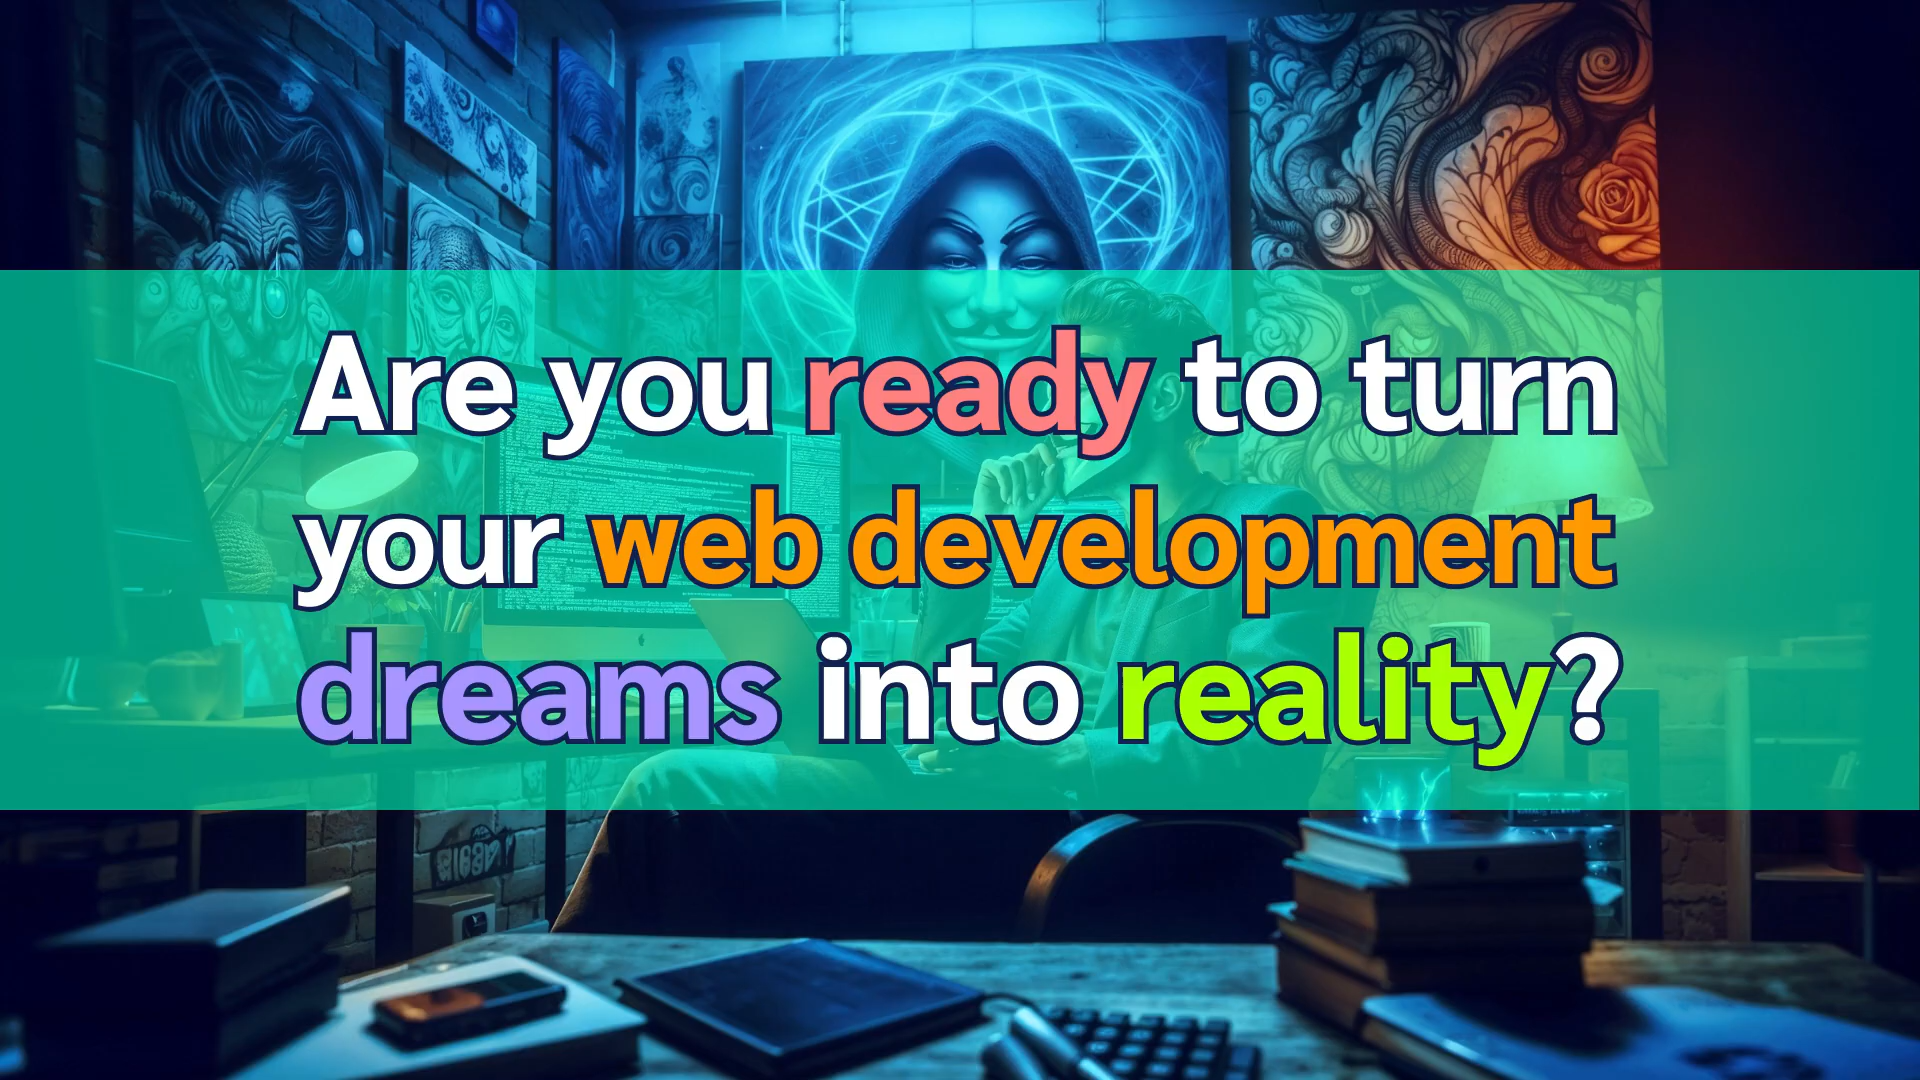 Are you ready to turn
your web development
dreams into reality?